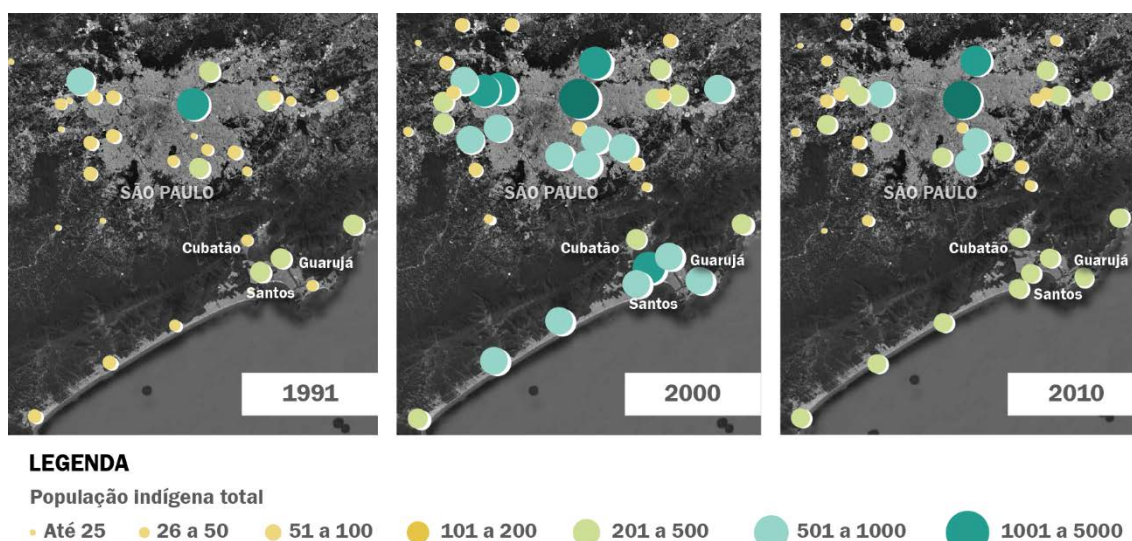 SÃO PAULO
Cubatão
Guarujá
Santos
1991
SÃO PAULO
Cubatão
Guarujá
Santos
2000
SÃO PAULO
Cubatão
Guarujá
Santos
2010
LEGENDA
População indígena total
Até 25 26 a 50 51 a 100 101 a 200 201 a 500 501 a 1000 1001 a 5000